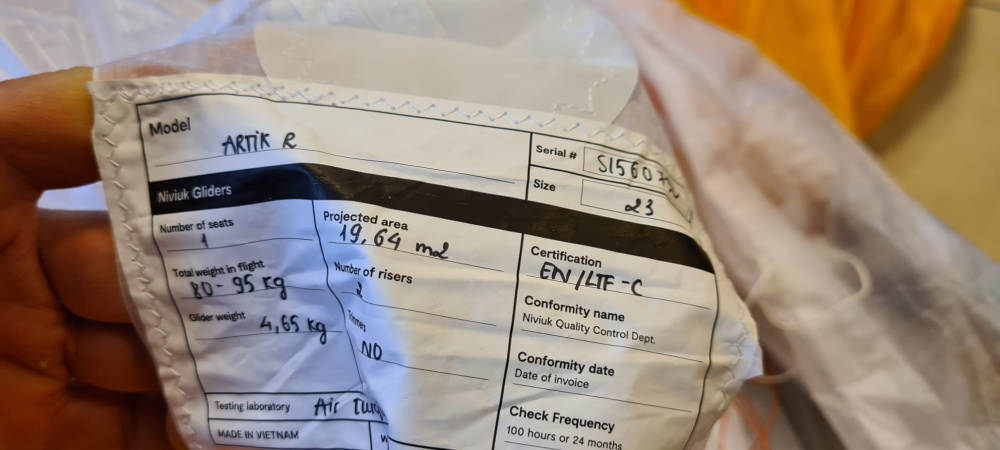 Model
ARTIK R
Serial #
Size
23
Niviuk Gliders
Number of seats
1
Total weight in flight
80 - 95 Kg
Glider weight
4,65 Kg
Projected area
19,64 m2
Number of risers
2
NO
Certification
EN/LTF-C
Conformity name
Niviuk Quality Control Dept.
Conformity date
Date of invoice
Check Frequency
100 hours or 24 months
Testing laboratory
Air
MADE IN VIETNAM